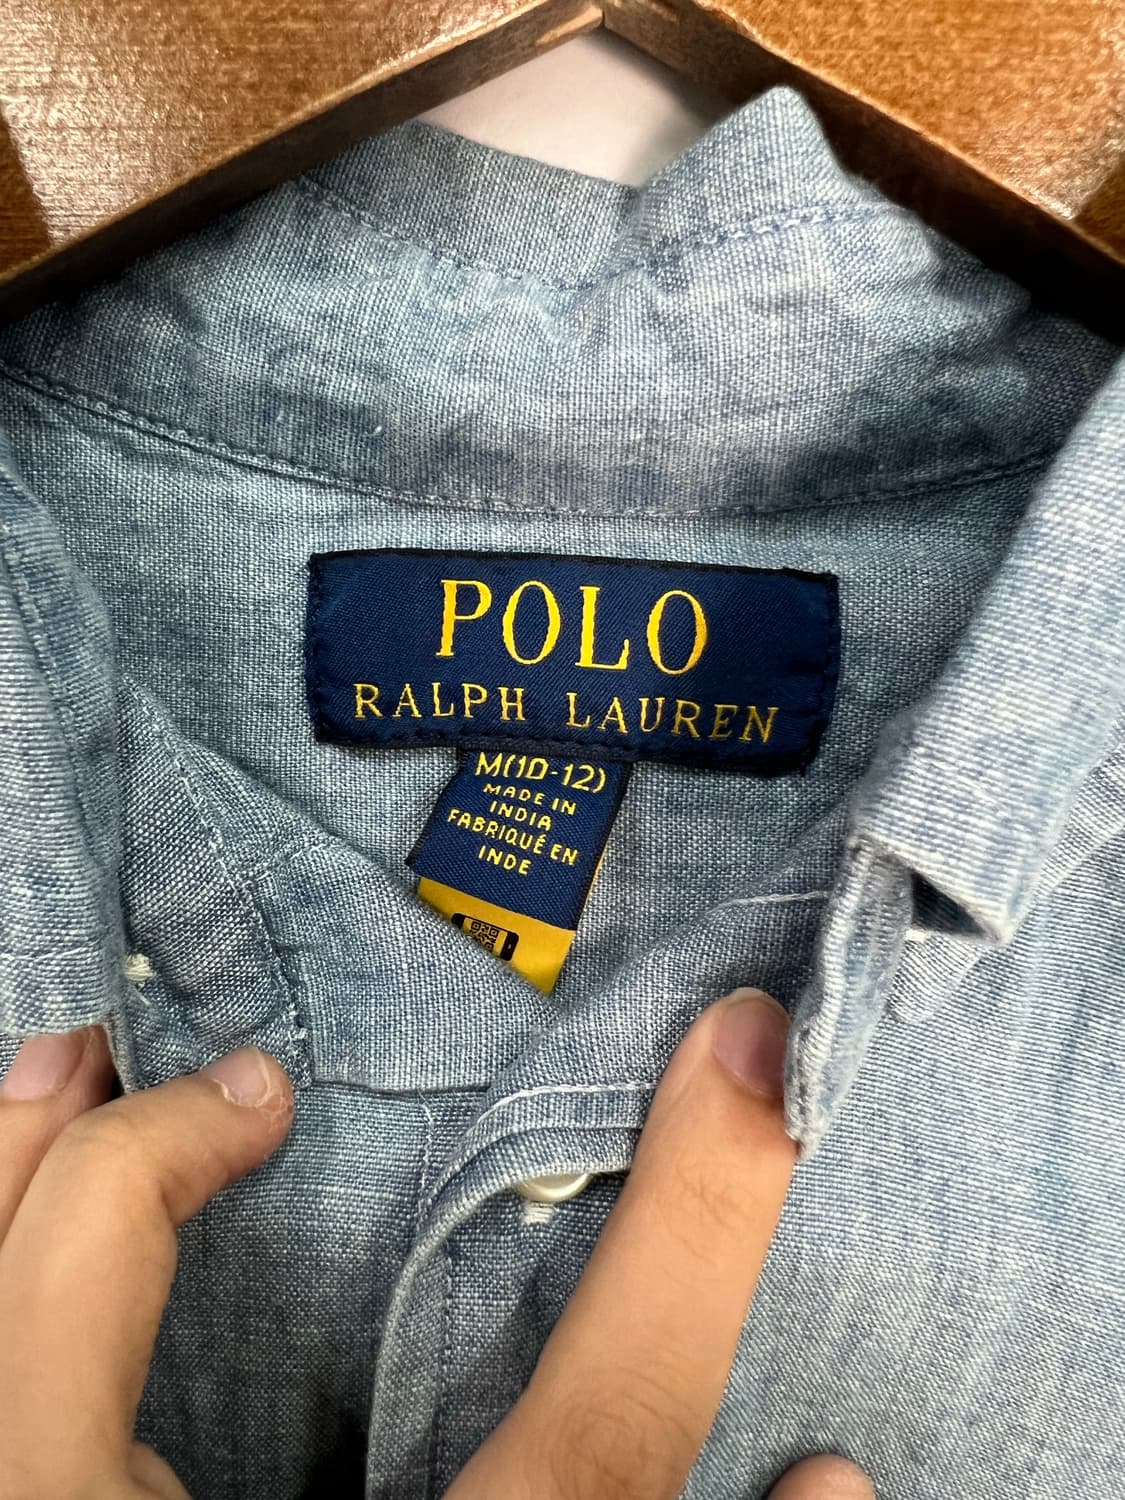 POLO
RALPH LAUREN
M(10-12)
MADE IN
INDIA
FABRIQUÉ EN
INDE